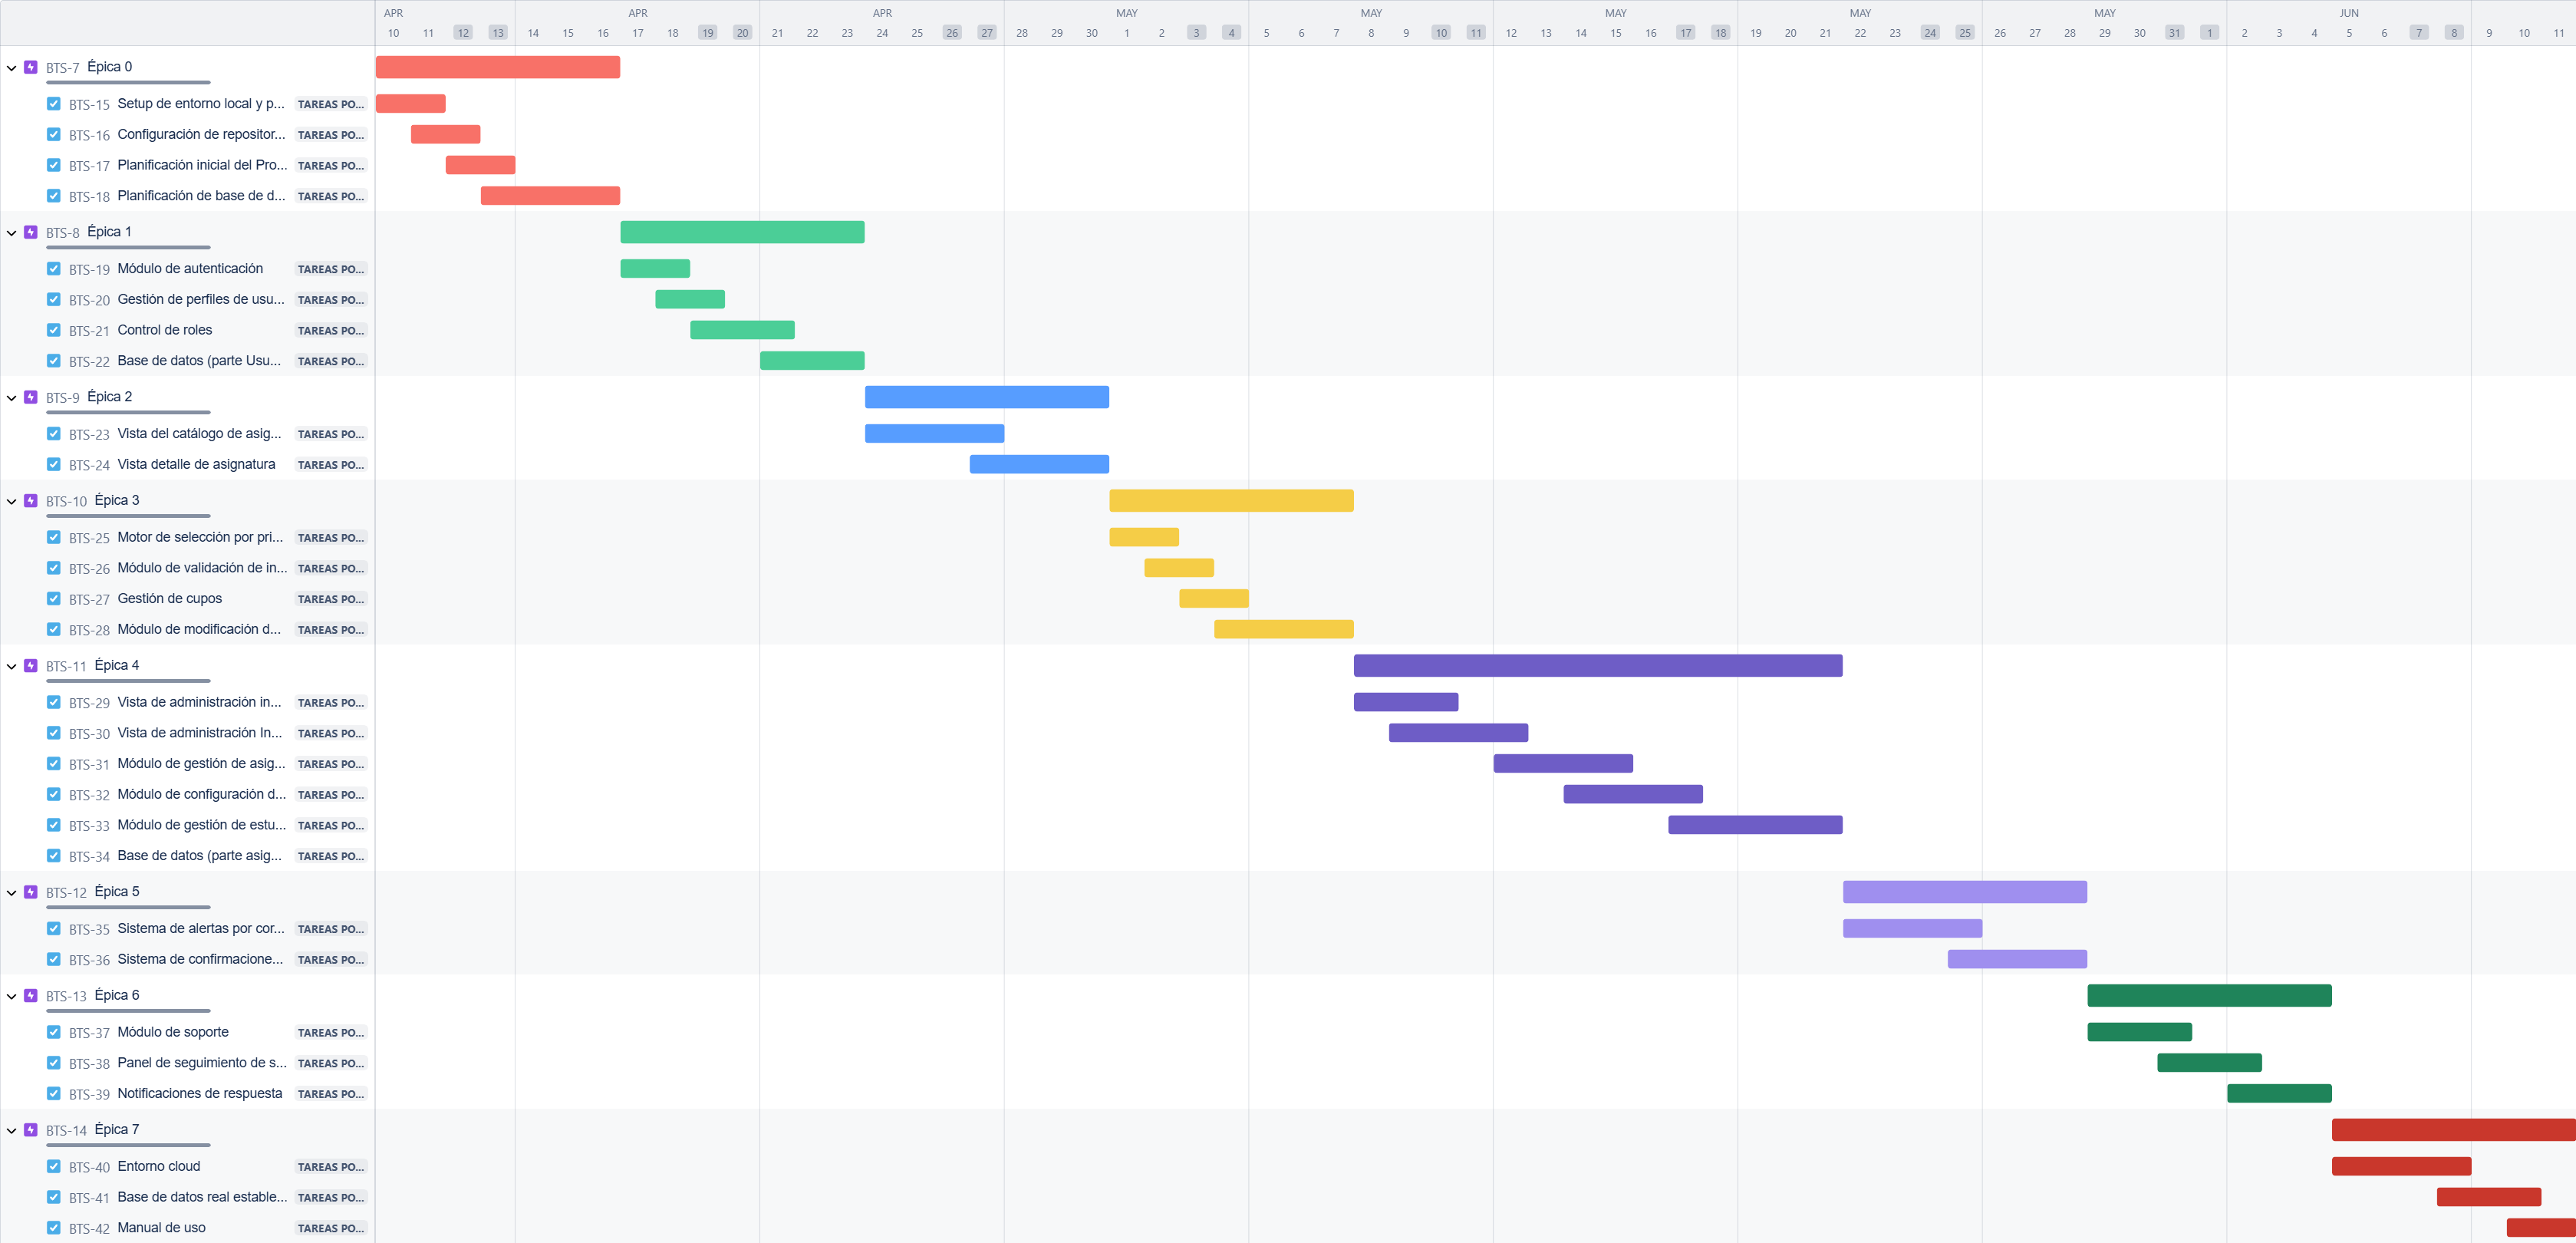 APR APR APR MAY MAY MAY MAY MAY JUN
10 11 12 13 14 15 16 17 18 19 20 21 22 23 24 25 26 27 28 29 30 1 2 3 4 5 6 7 8 9 10 11 12 13 14 15 16 17 18 19 20 21 22 23 24 25 26 27 28 29 30 31 1 2 3 4 5 6 7 8 9 10 11
BTS-7 Épica 0
BTS-15 Setup de entorno local y p... TAREAS PO...
BTS-16 Configuración de repositor... TAREAS PO...
BTS-17 Planificación inicial del Pro... TAREAS PO...
BTS-18 Planificación de base de d... TAREAS PO...
BTS-8 Épica 1
BTS-19 Módulo de autenticación TAREAS PO...
BTS-20 Gestión de perfiles de usu... TAREAS PO...
BTS-21 Control de roles TAREAS PO...
BTS-22 Base de datos (parte Usu... TAREAS PO...
BTS-9 Épica 2
BTS-23 Vista del catálogo de asig... TAREAS PO...
BTS-24 Vista detalle de asignatura TAREAS PO...
BTS-10 Épica 3
BTS-25 Motor de selección por pri... TAREAS PO...
BTS-26 Módulo de validación de in... TAREAS PO...
BTS-27 Gestión de cupos TAREAS PO...
BTS-28 Módulo de modificación d... TAREAS PO...
BTS-11 Épica 4
BTS-29 Vista de administración in... TAREAS PO...
BTS-30 Vista de administración In... TAREAS PO...
BTS-31 Módulo de gestión de asig... TAREAS PO...
BTS-32 Módulo de configuración d... TAREAS PO...
BTS-33 Módulo de gestión de estu... TAREAS PO...
BTS-34 Base de datos (parte asig... TAREAS PO...
BTS-12 Épica 5
BTS-35 Sistema de alertas por cor... TAREAS PO...
BTS-36 Sistema de confirmacione... TAREAS PO...
BTS-13 Épica 6
BTS-37 Módulo de soporte TAREAS PO...
BTS-38 Panel de seguimiento de s... TAREAS PO...
BTS-39 Notificaciones de respuesta TAREAS PO...
BTS-14 Épica 7
BTS-40 Entorno cloud TAREAS PO...
BTS-41 Base de datos real estable... TAREAS PO...
BTS-42 Manual de uso TAREAS PO...